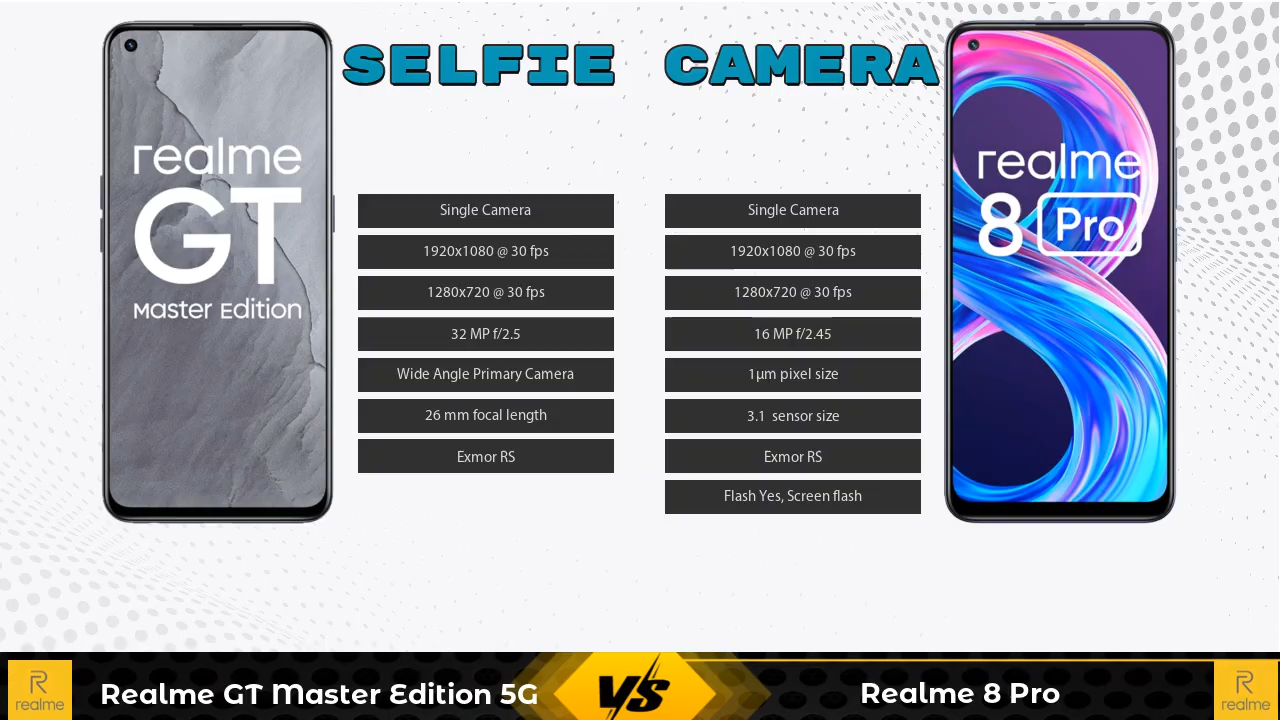 SELFIE CAMERA
realme
GT
Master Edition
Single Camera
1920x1080 @ 30 fps
1280x720 @ 30 fps
32 MP f/2.5
Wide Angle Primary Camera
26 mm focal length
Exmor RS
Single Camera
1920x1080 @ 30 fps
1280x720 @ 30 fps
16 MP f/2.45
1µm pixel size
3.1 sensor size
Exmor RS
Flash Yes, Screen flash
realme
8 Pro
R
realme
Realme GT Master Edition 5G
VS
Realme 8 Pro
R
realme